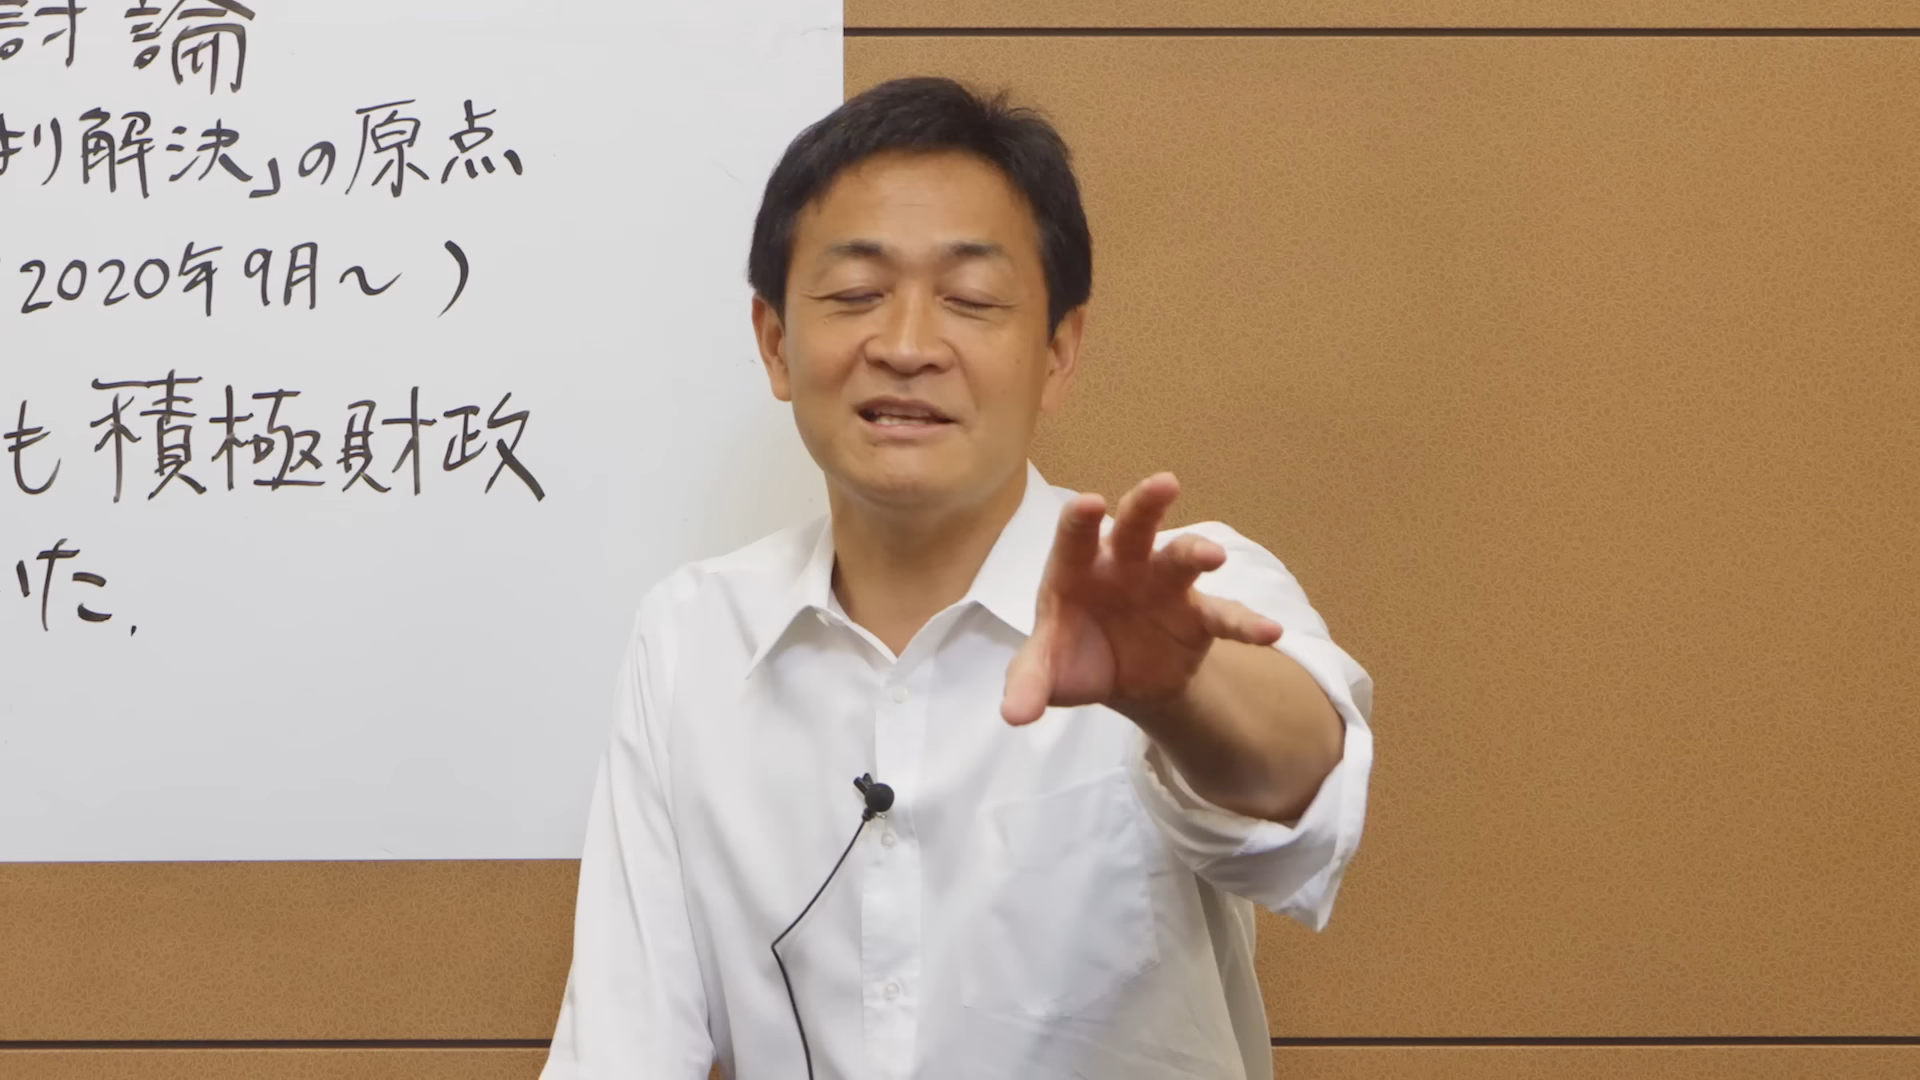 討論
解決」の原点
2020年9月～）
も積極財政
けた.